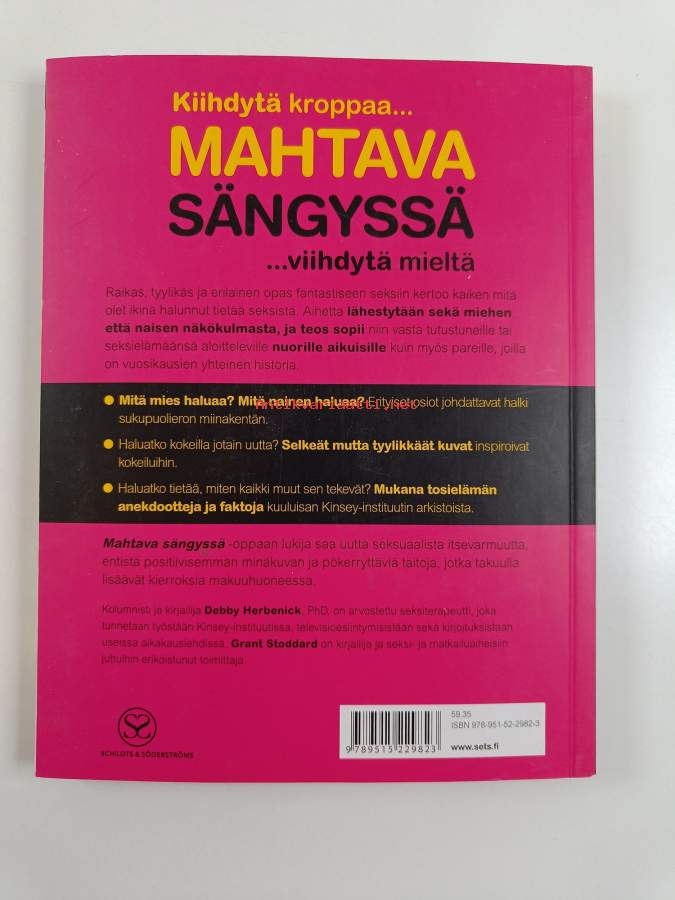 Kiihdytä kroppaa...
MAHTAVA
SÄNGYSSÄ
...viihdytä mieltä
Raikas, tyylikäs ja erilainen opas fantastiseen seksiin kertoo kaiken mitä
olet ikinä halunnut tietää seksistä. Aihetta lähestytään sekä miehen
että naisen näkökulmasta, ja teos sopii niin vasta tutustuneille tai
seksielämäänsä aloitteleville nuorille aikuisille kuin myös pareille, joilla
on vuosikausien yhteinen historia.
● Mitä mies haluaa? Mitä nainen haluaa? Erityiset osiot johdattavat halki
sukupuolieron miinakentän.
Antikvariaatti.net
● Haluatko kokeilla jotain uutta? Selkeät mutta tyylikkäät kuvat inspiroivat
kokeiluihin.
● Haluatko tietää, miten kaikki muut sen tekevät? Mukana tosielämän
anekdootteja ja faktoja kuuluisan Kinsey-instituutin arkistoista.
Mahtava sängyssä -oppaan lukija saa uutta seksuaalista itsevarmuutta,
entistä positiivisemman minäkuvan ja pökerryttäviä taitoja, jotka takuulla
lisäävät kierroksia makuuhuoneessa.
Kolumnisti ja kirjailija Debby Herbenick, PhD, on arvostettu seksiterapeutti, joka
tunnetaan työstään Kinsey-instituutissa, televisioesiintymisistään sekä kirjoituksistaan
useissa aikakauslehdissä. Grant Stoddard on kirjailija ja seksi- ja matkailuaiheisiin
juttuihin erikoistunut toimittaja.
59.35
ISBN 978-951-52-2982-3
9789515229823
www.sets.fi
SCHILDTS & SÖDERSTRÖMS